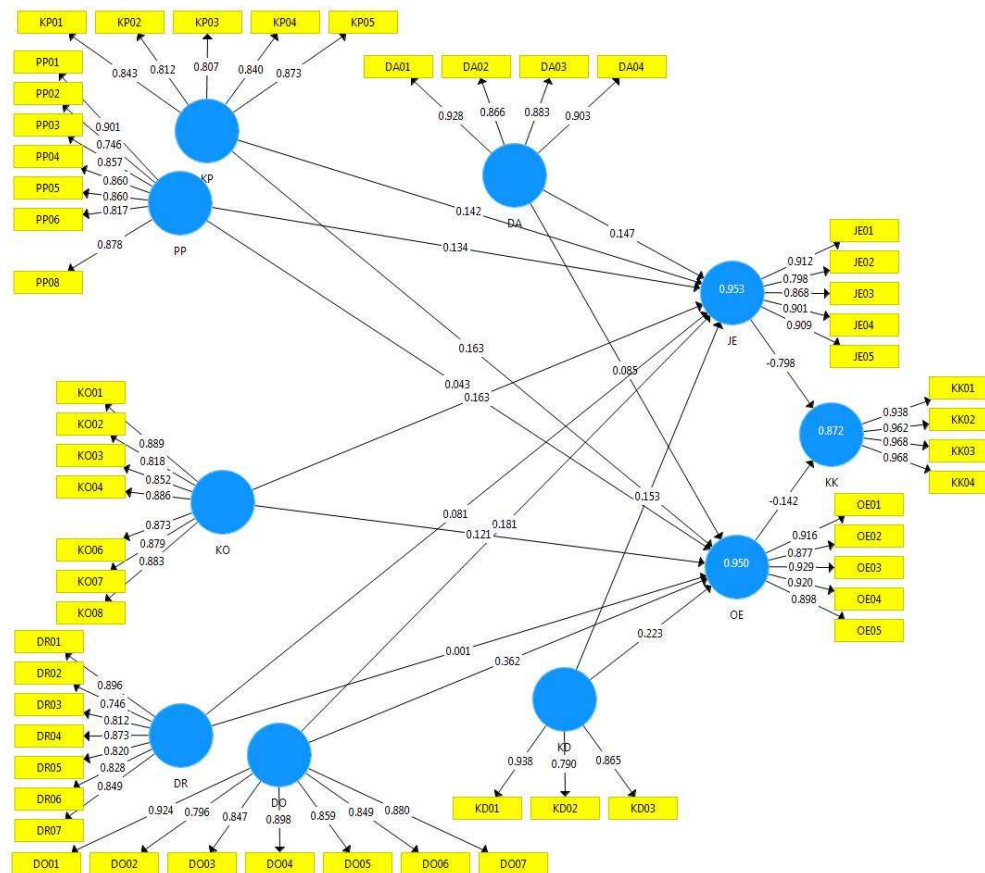 KP01 KP02 KP03 KP04 KP05
0.843 0.812 0.807 0.840 0.873
KP
PP01
PP02
PP03
PP04
PP05
PP06
PP08
0.901
0.746
0.857
0.860
0.860
0.817
0.878
PP
DA01 DA02 DA03 DA04
0.928 0.866 0.883 0.903
DA
0.142
0.134
0.147
0.953
JE
0.912
0.798
0.868
0.901
0.909
JE01
JE02
JE03
JE04
JE05
0.163
0.043
0.163
0.085
-0.798
KO01
KO02
KO03
KO04
KO06
KO07
KO08
0.889
0.818
0.852
0.886
0.873
0.879
0.883
KO
0.872
KK
0.938
0.962
0.968
0.968
KK01
KK02
KK03
KK04
0.153
-0.142
0.081
0.181
0.121
0.950
OE
0.916
0.877
0.929
0.920
0.898
OE01
OE02
OE03
OE04
OE05
0.001
0.362
0.223
DR01
DR02
DR03
DR04
DR05
DR06
DR07
0.896
0.746
0.812
0.873
0.820
0.828
0.849
DR
DO
0.924 0.796 0.847 0.898 0.859 0.849 0.880
DO01 DO02 DO03 DO04 DO05 DO06 DO07
KD
0.938 0.790 0.865
KD01 KD02 KD03